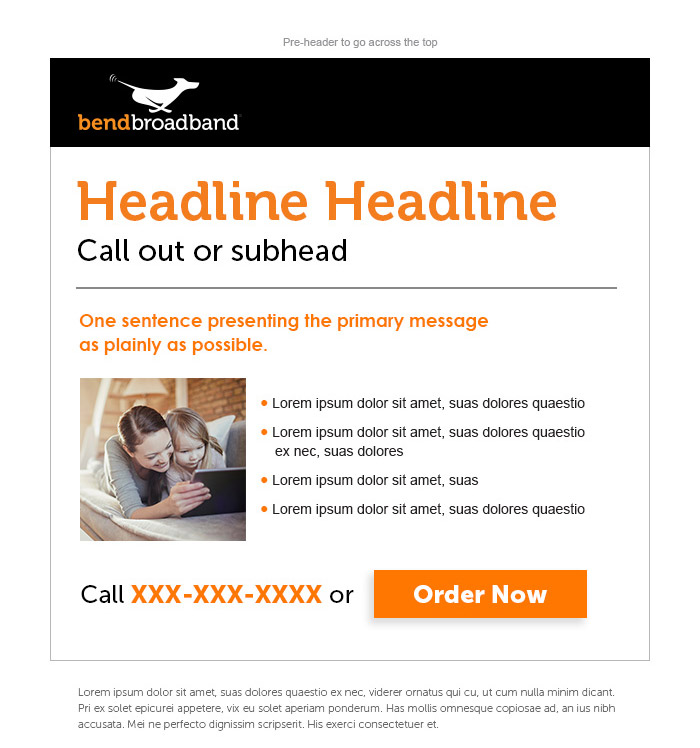 Pre-header to go across the top
bendbroadband
Headline Headline
Call out or subhead
One sentence presenting the primary message
as plainly as possible.
• Lorem ipsum dolor sit amet, suas dolores quaestio
• Lorem ipsum dolor sit amet, suas dolores quaestio
ex nec, suas dolores
• Lorem ipsum dolor sit amet, suas
• Lorem ipsum dolor sit amet, suas dolores quaestio
Call XXX-XXX-XXXX or
Order Now
Lorem ipsum dolor sit amet, suas dolores quaestio ex nec, viderer ornatus qui cu, ut cum nulla minim dicant.
Pri ex solet epicurei appetere, vix eu solet aperiam ponderum. Has mollis omnesque copiosae ad, an ius nibh
accusata. Mei ne perfecto dignissim scripserit. His exerci consectetuer et.